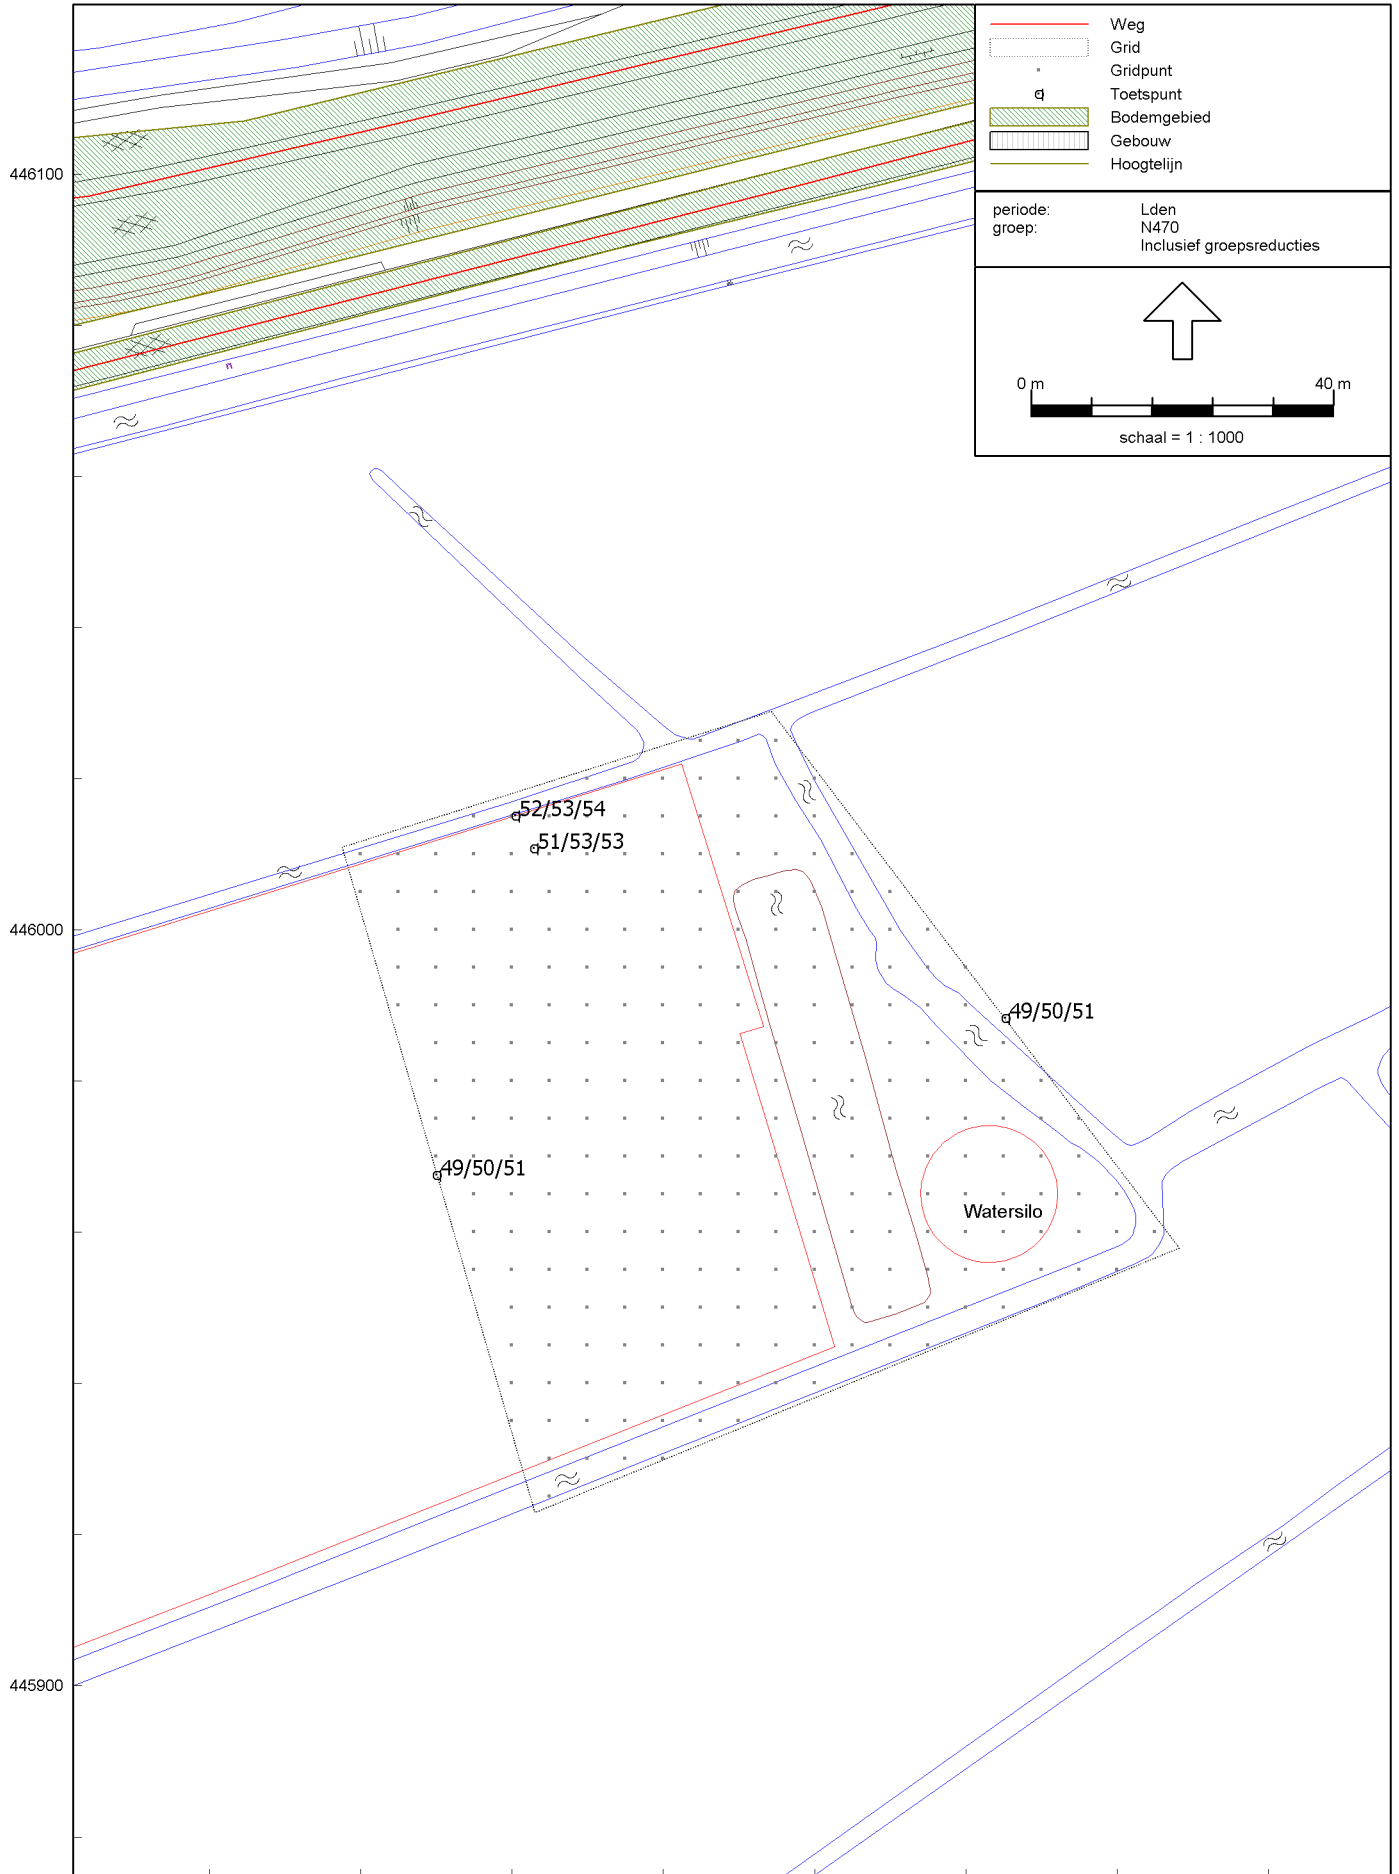 Weg
Grid
Gridpunt
Toetspunt
Bodemgebied
Gebouw
Hoogtelijn
periode: Lden
groep: N470
Inclusief groepsreducties
0 m 40 m
schaal = 1 : 1000
446100
52/53/54
51/53/53
446000
49/50/51
49/50/51
Watersilo
445900